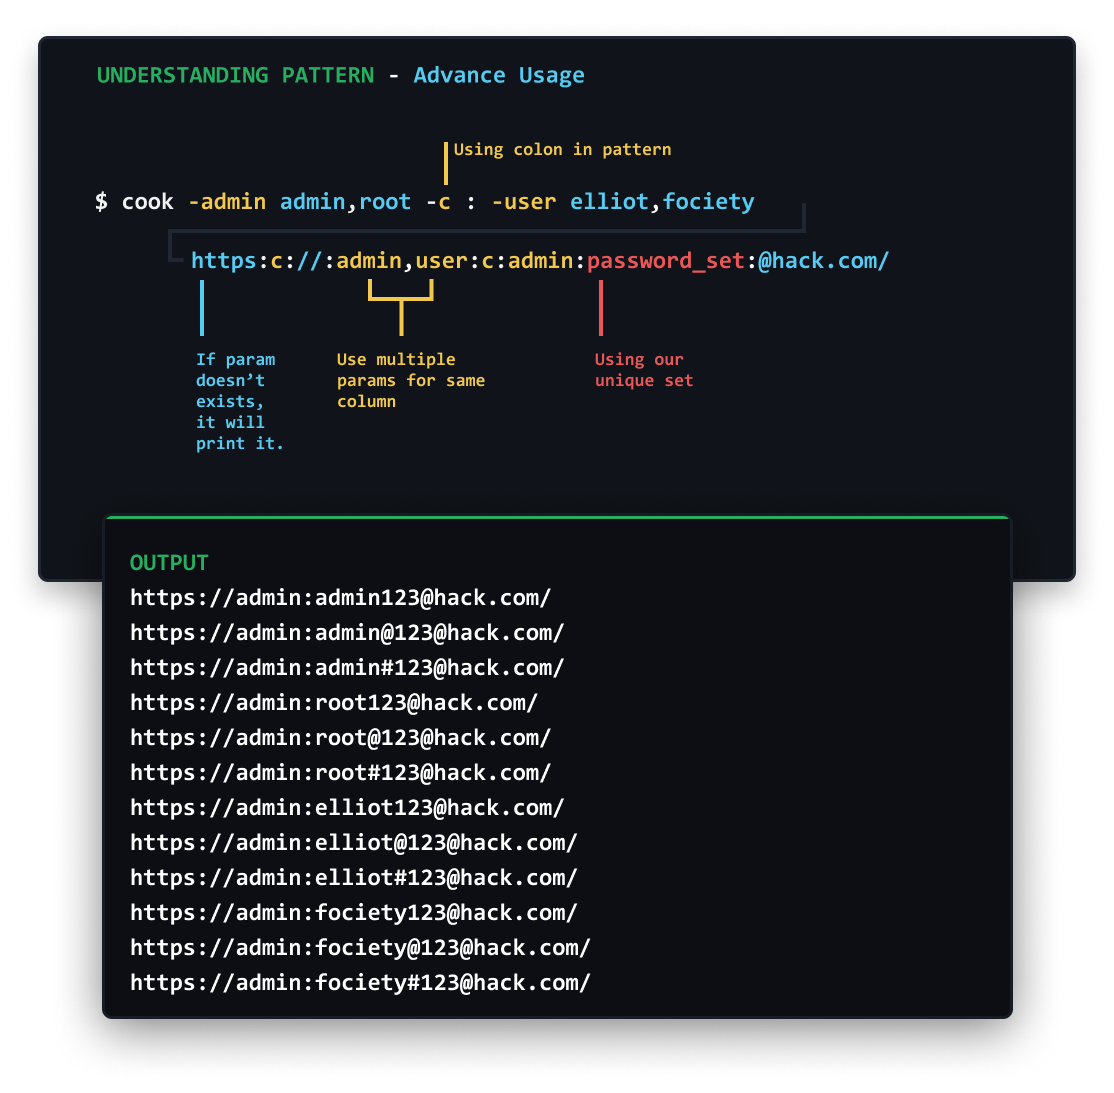 UNDERSTANDING PATTERN - Advance Usage
Using colon in pattern
$ cook -admin admin,root -c : -user elliot,fociety
https:c://:admin,user:c:admin:password_set:@hack.com/
If param
doesn’t
exists,
it will
print it.
Use multiple
params for same
column
Using our
unique set
OUTPUT
https://admin:admin123@hack.com/
https://admin:admin@123@hack.com/
https://admin:admin#123@hack.com/
https://admin:root123@hack.com/
https://admin:root@123@hack.com/
https://admin:root#123@hack.com/
https://admin:elliot123@hack.com/
https://admin:elliot@123@hack.com/
https://admin:elliot#123@hack.com/
https://admin:fociety123@hack.com/
https://admin:fociety@123@hack.com/
https://admin:fociety#123@hack.com/